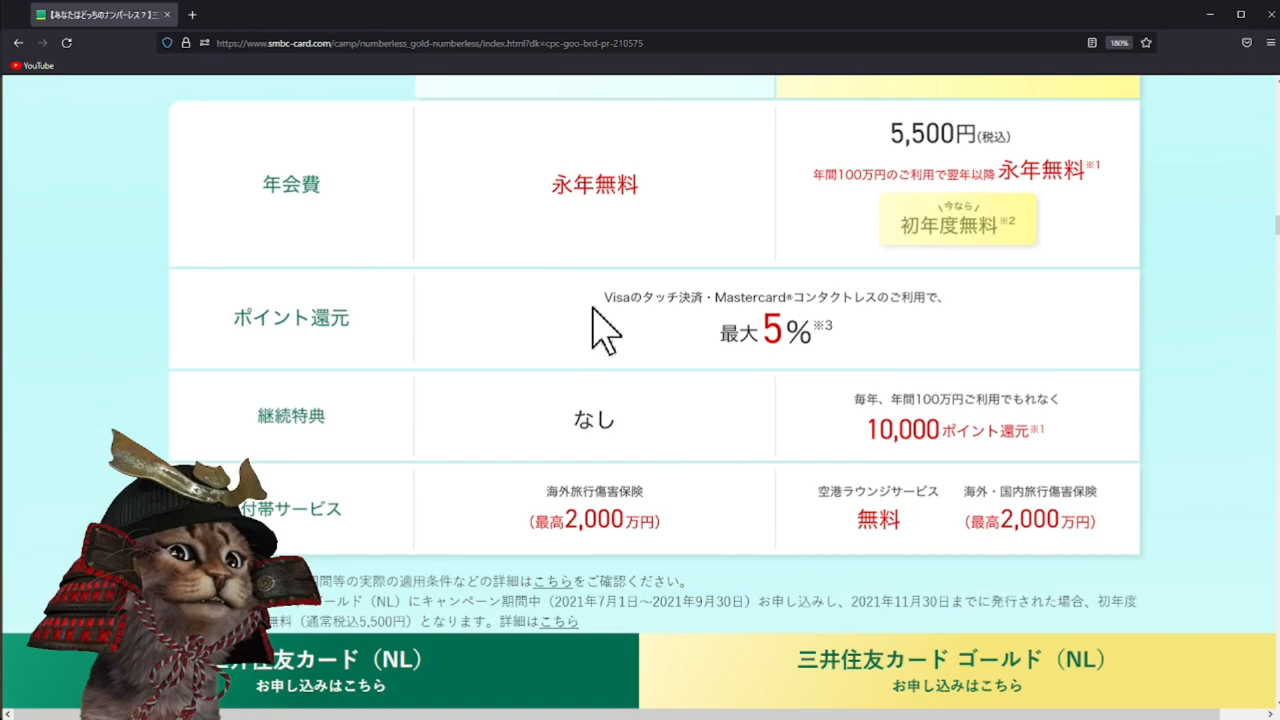 【あなたはどっちのナンバーレス？】三
https://www.smbc-card.com/camp/numberless_gold-numberless/index.html?dk=cpc-goo-brd-pr-210575
180%
YouTube
年会費
永年無料
5,500円(税込)
年間100万円のご利用で翌年以降 永年無料※1
\今なら/
初年度無料※2
ポイント還元
Visaのタッチ決済・Mastercard®コンタクトレスのご利用で、
最大5%※3
継続特典
なし
毎年、年間100万円ご利用でもれなく
10,000ポイント還元※1
付帯サービス
海外旅行傷害保険
(最高2,000万円)
空港ラウンジサービス
無料
海外・国内旅行傷害保険
(最高2,000万円)
間等の実際の適用条件などの詳細はこちらをご確認ください。
ールド（NL）にキャンペーン期間中（2021年7月1日～2021年9月30日）お申し込みし、2021年11月30日までに発行された場合、初年度
無料（通常税込5,500円）となります。詳細はこちら
三井住友カード（NL）
お申し込みはこちら
三井住友カード ゴールド（NL）
お申し込みはこちら